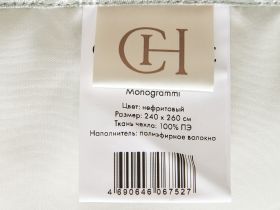 CH
Monogrammi
Цвет: нефритовый
Размер: 240 x 260 см
Ткань чехла: 100% ПЭ
Наполнитель: полиэфирное волокно
4 690646 067527